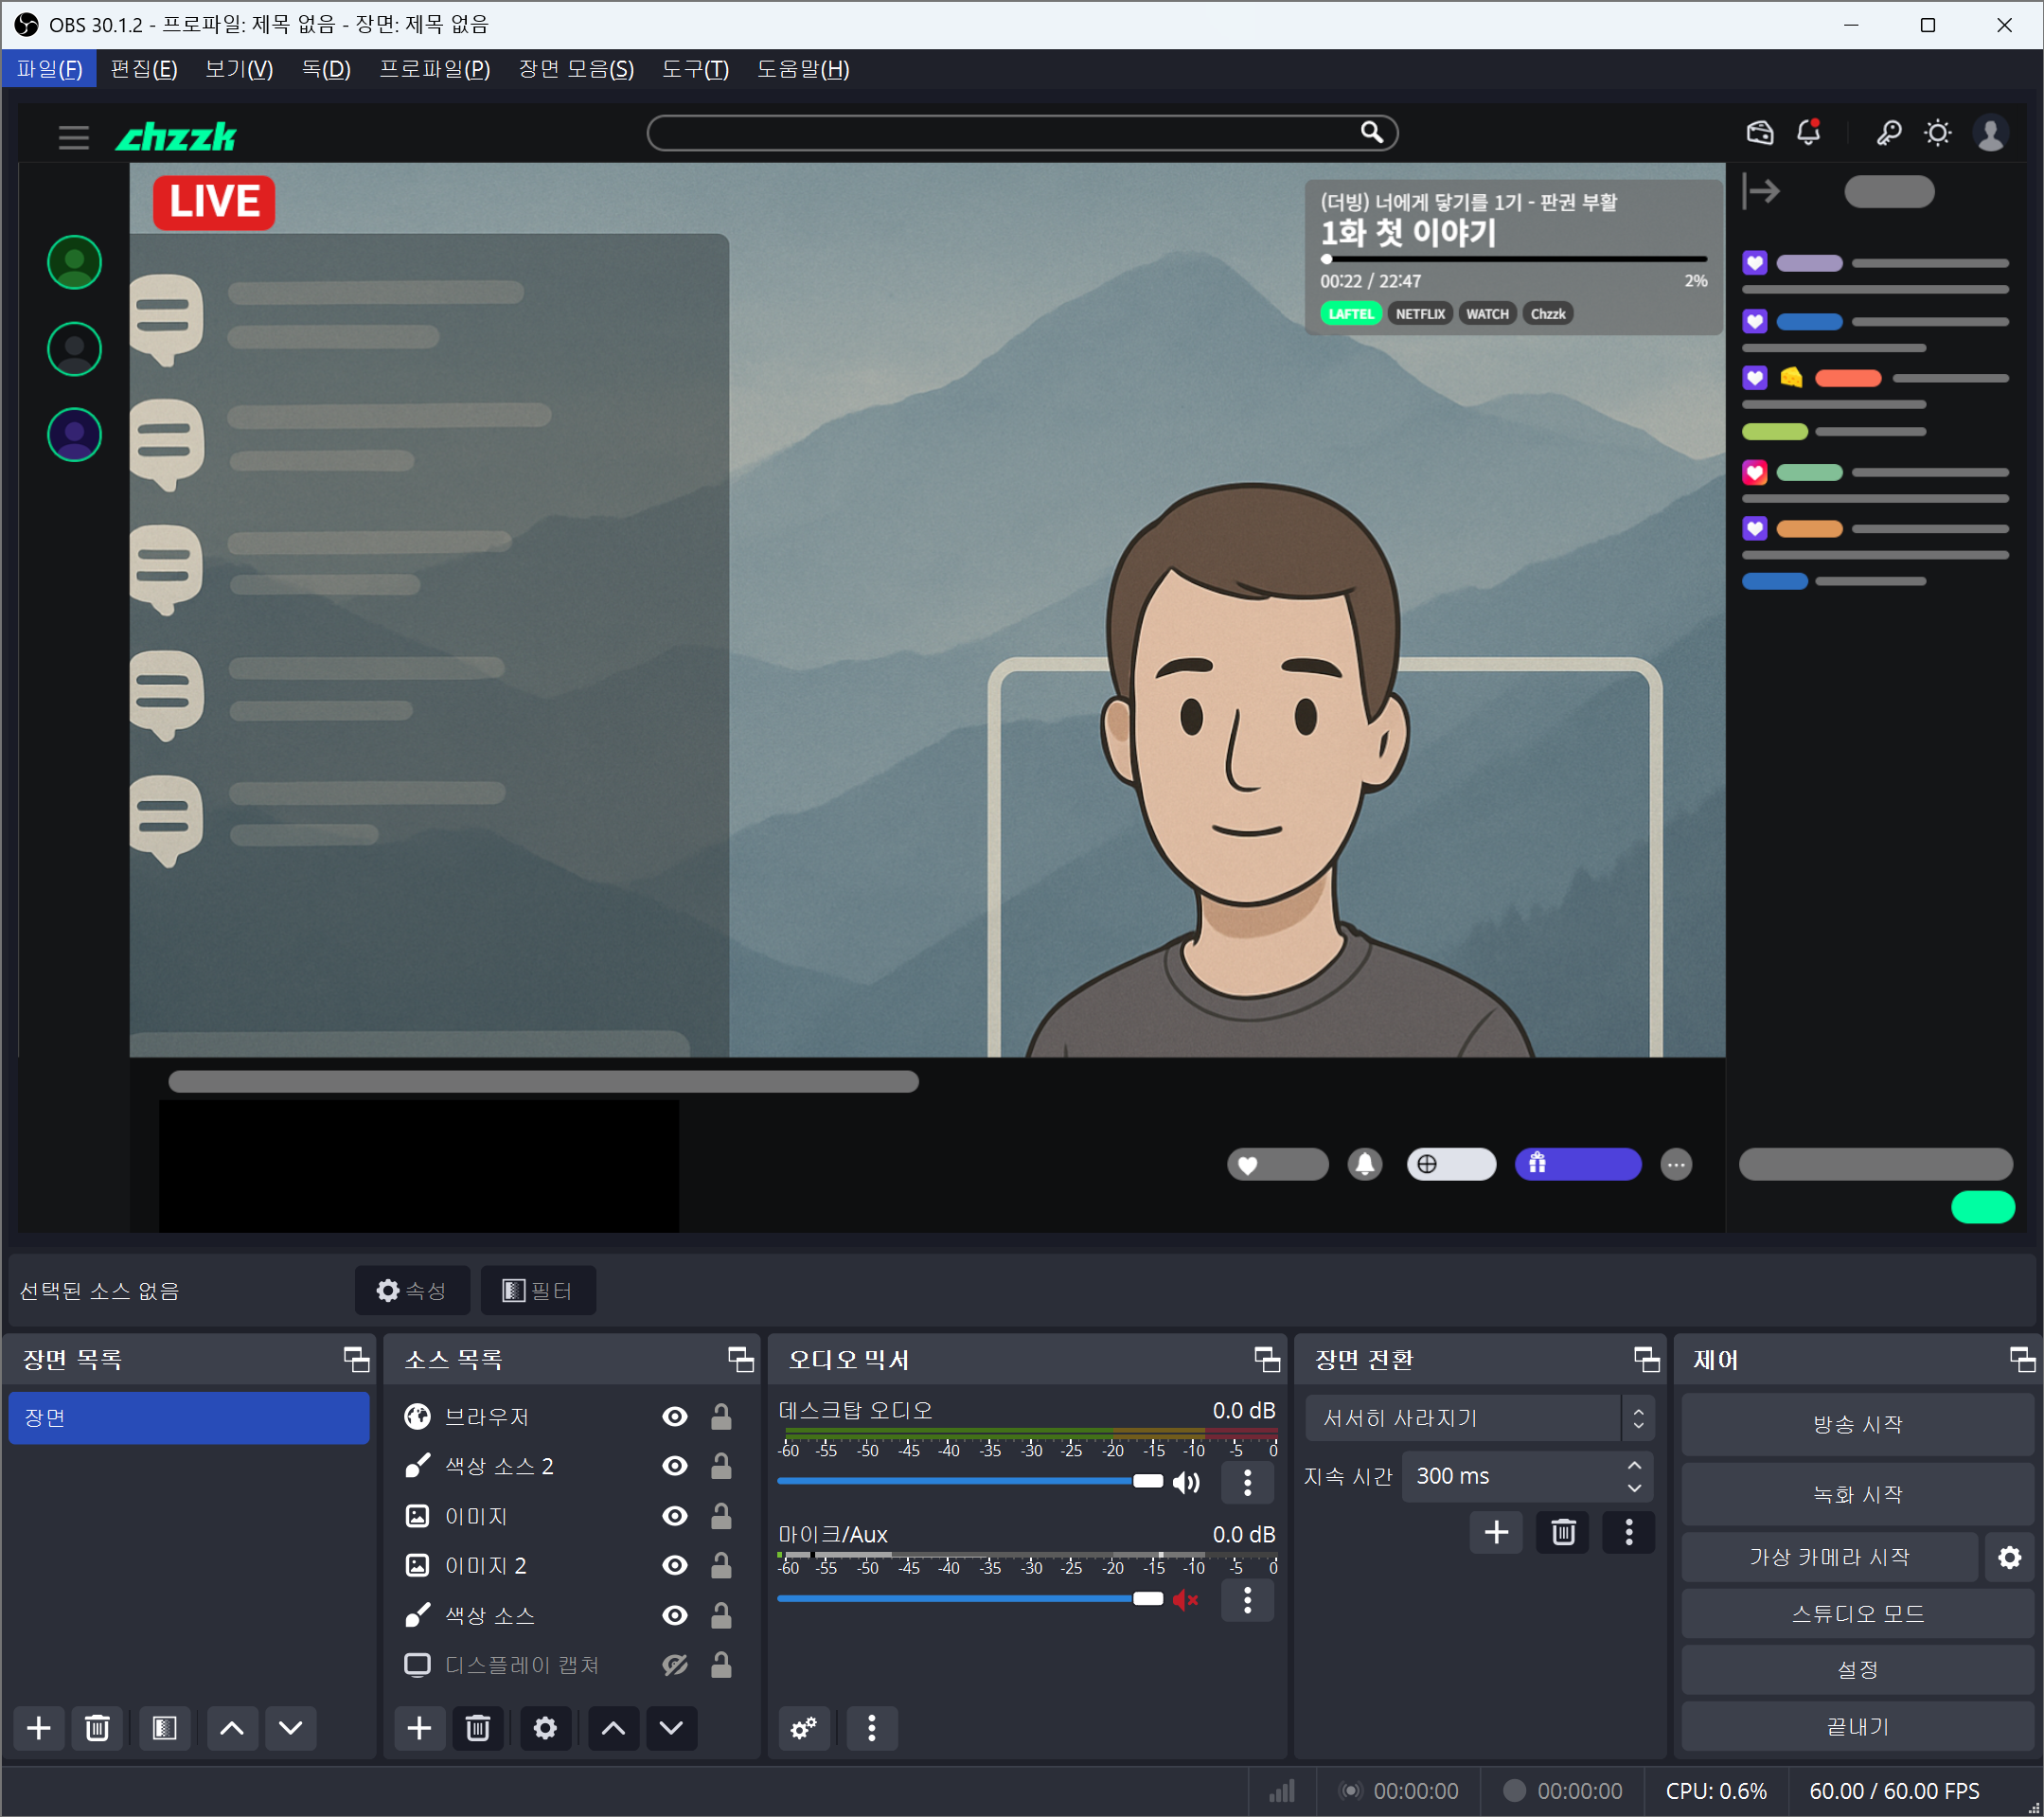 OBS 30.1.2 - 프로파일: 제목 없음 - 장면: 제목 없음
파일(F) 편집(E) 보기(V) 독(D) 프로파일(P) 장면 모음(S) 도구(T) 도움말(H)
chzzk
LIVE
(더빙) 너에게 닿기를 1기 - 판권 부활
1화 첫 이야기
00:22 / 22:47 2%
LAFTEL NETFLIX WATCH Chzzk
선택된 소스 없음 속성 필터
장면 목록
장면
소스 목록
브라우저
색상 소스 2
이미지
이미지 2
색상 소스
디스플레이 캡쳐
오디오 믹서
데스크탑 오디오 0.0 dB
-60 -55 -50 -45 -40 -35 -30 -25 -20 -15 -10 -5 0
마이크/Aux 0.0 dB
-60 -55 -50 -45 -40 -35 -30 -25 -20 -15 -10 -5 0
장면 전환
서서히 사라지기
지속 시간 300 ms
제어
방송 시작
녹화 시작
가상 카메라 시작
스튜디오 모드
설정
끝내기
00:00:00 00:00:00 CPU: 0.6% 60.00 / 60.00 FPS